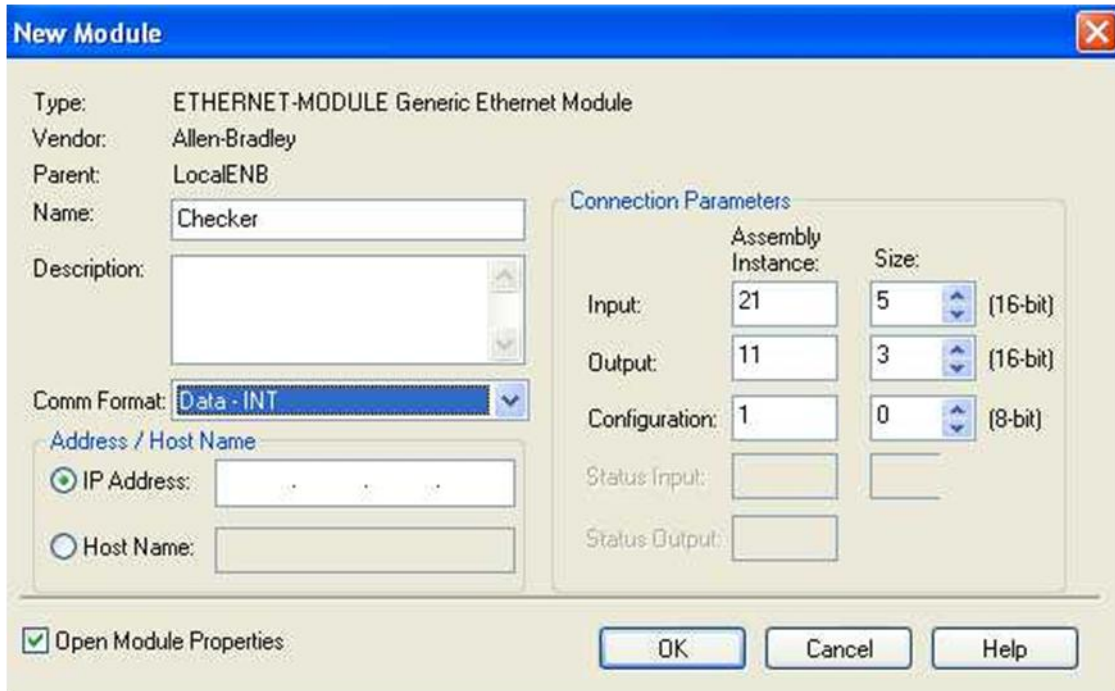 New Module
Type: ETHERNET-MODULE Generic Ethernet Module
Vendor: Allen-Bradley
Parent: LocalENB
Name: Checker
Description:
Comm Format: Data - INT
Address / Host Name
IP Address: . . .
Host Name:
Connection Parameters
Assembly Instance: Size:
Input: 21 5 (16-bit)
Output: 11 3 (16-bit)
Configuration: 1 0 (8-bit)
Status Input:
Status Output:
Open Module Properties
OK Cancel Help